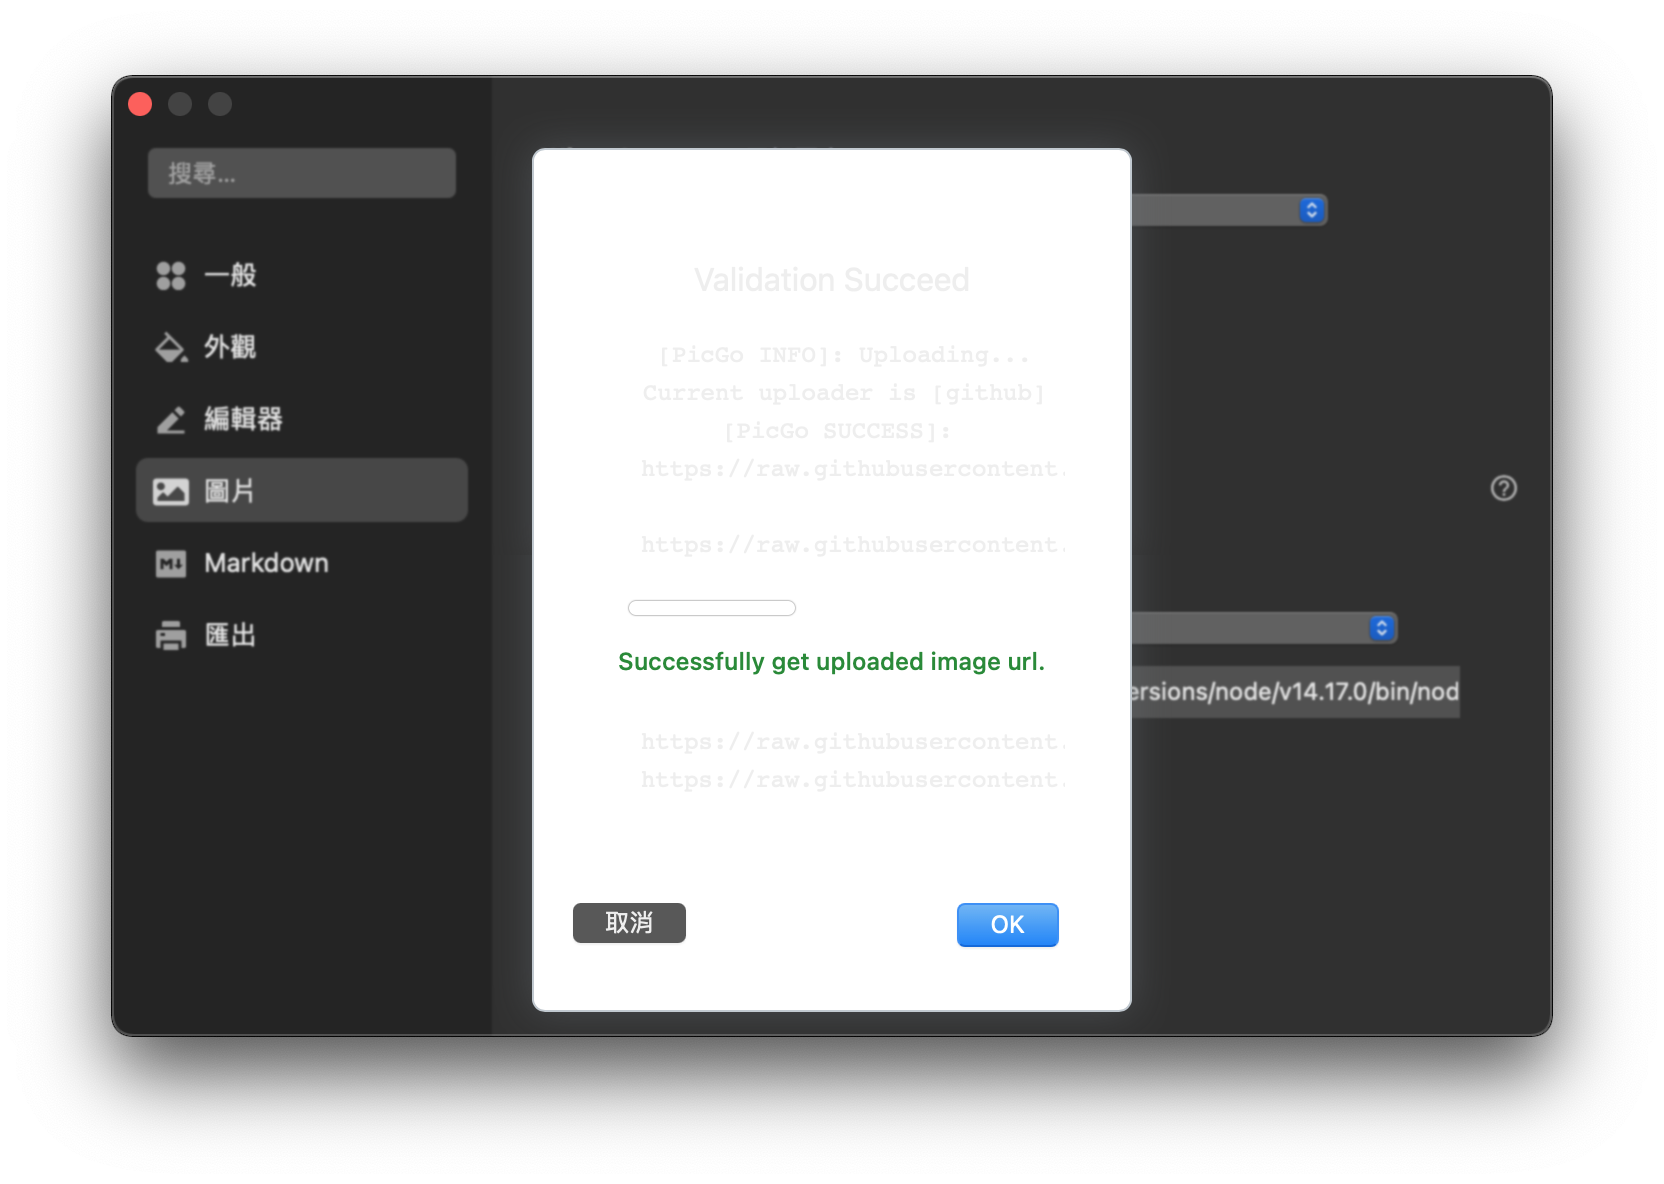 搜尋...
一般
外觀
編輯器
圖片
Markdown
匯出
Validation Succeed
[PicGo INFO]: Uploading...
Current uploader is [github]
[PicGo SUCCESS]:
https://raw.githubusercontent.
https://raw.githubusercontent.
Successfully get uploaded image url.
https://raw.githubusercontent.
https://raw.githubusercontent.
取消
OK
ersions/node/v14.17.0/bin/nod